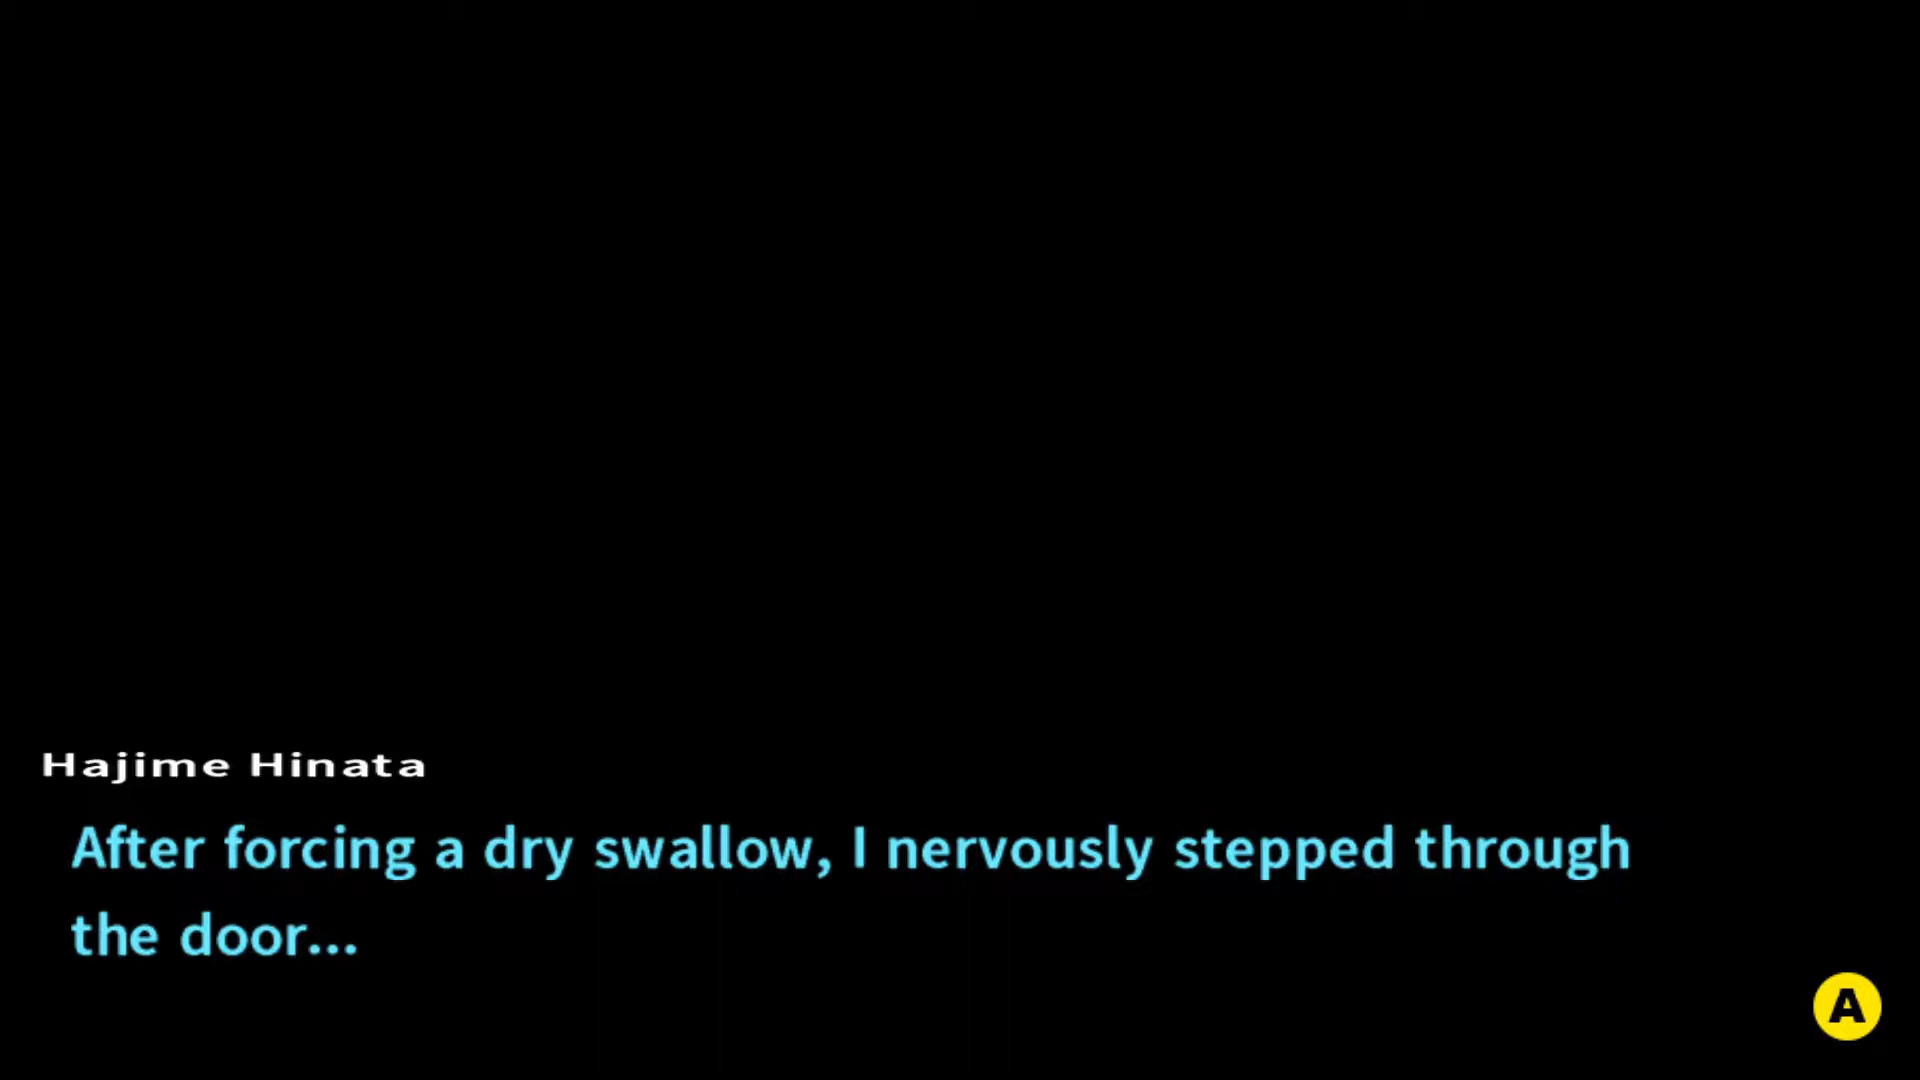 Hajime Hinata
After forcing a dry swallow, I nervously stepped through
the door...
A